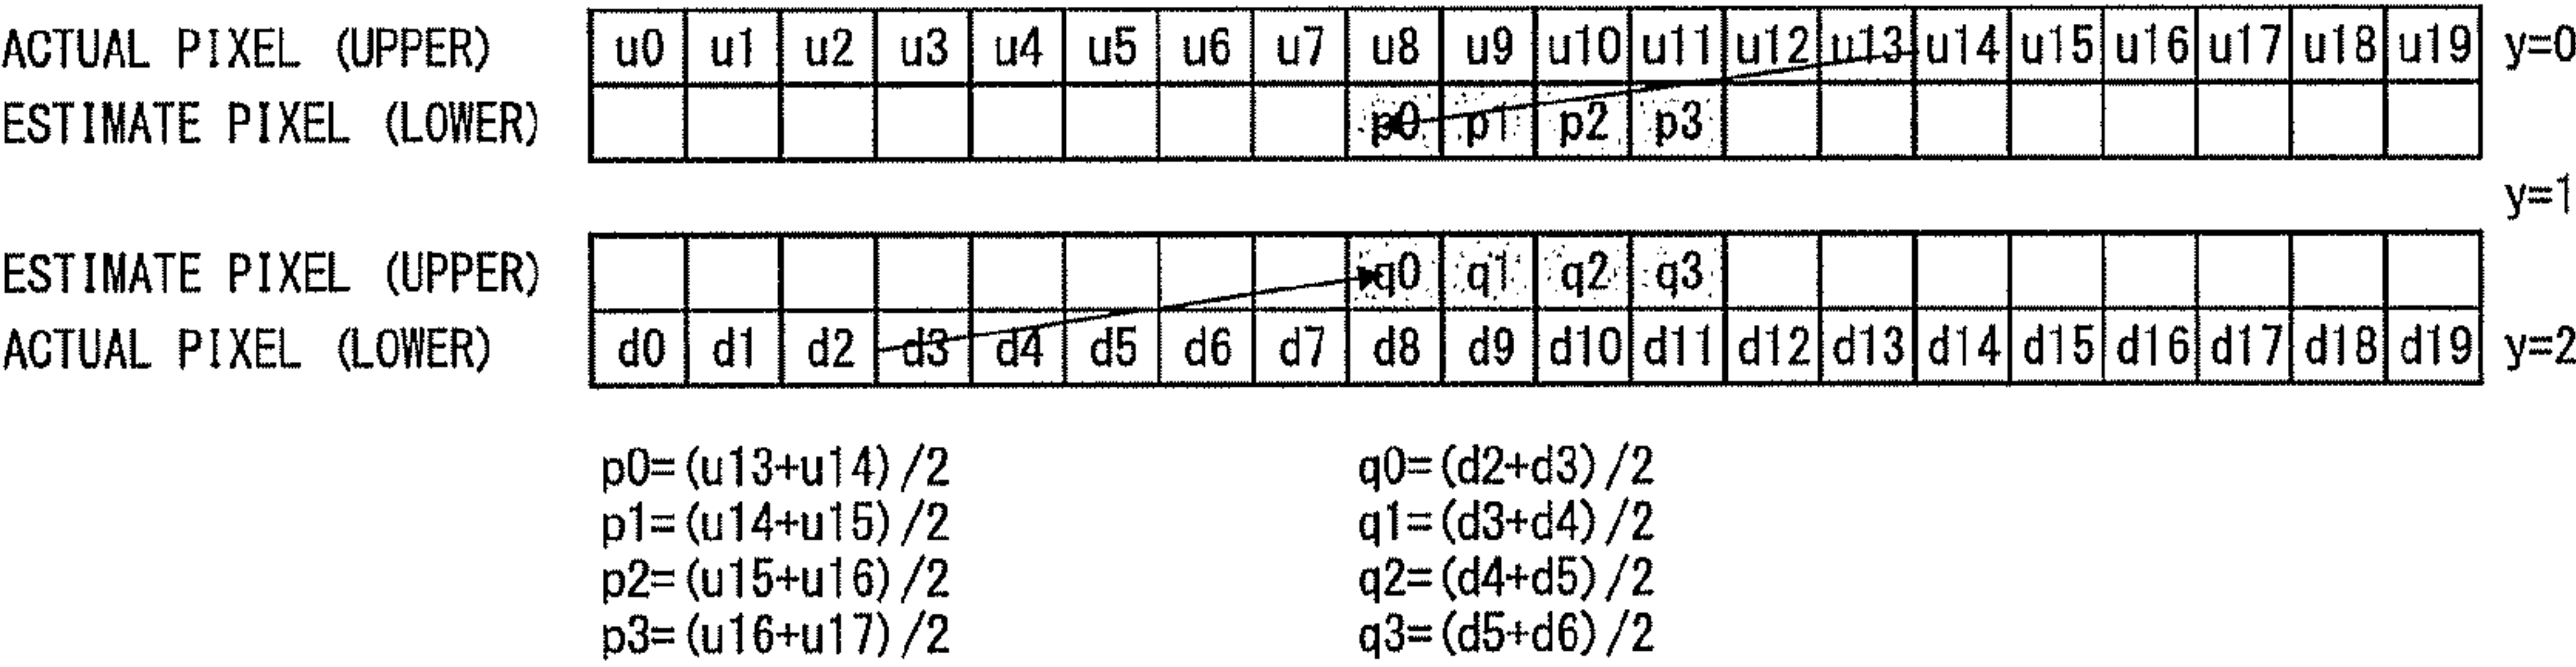 ACTUAL PIXEL (UPPER) u0 u1 u2 u3 u4 u5 u6 u7 u8 u9 u10 u11 u12 u13 u14 u15 u16 u17 u18 u19 y=0
ESTIMATE PIXEL (LOWER) p0 p1 p2 p3
y=1
ESTIMATE PIXEL (UPPER) q0 q1 q2 q3
ACTUAL PIXEL (LOWER) d0 d1 d2 d3 d4 d5 d6 d7 d8 d9 d10 d11 d12 d13 d14 d15 d16 d17 d18 d19 y=2
p0=(u13+u14)/2 q0=(d2+d3)/2
p1=(u14+u15)/2 q1=(d3+d4)/2
p2=(u15+u16)/2 q2=(d4+d5)/2
p3=(u16+u17)/2 q3=(d5+d6)/2